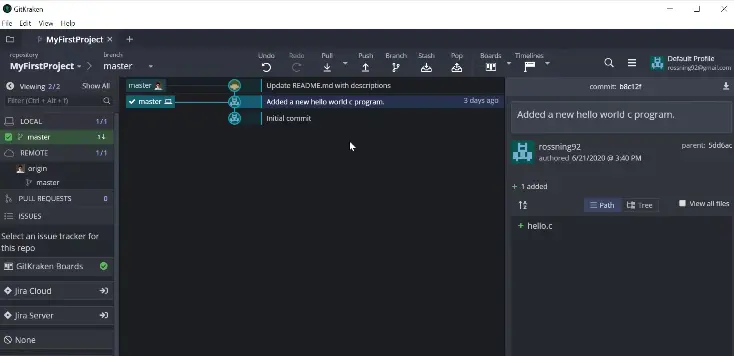 GitKraken
File Edit View Help
MyFirstProject
repository
MyFirstProject
branch
master
Undo Redo Pull Push Branch Stash Pop Boards Timelines
Default Profile
rossning92@gmail.com
Viewing 2/2 Show All
Filter (Ctrl + Alt + f)
LOCAL 1/1
master 1↓
REMOTE 1/1
origin
master
PULL REQUESTS 0
ISSUES
Select an issue tracker for
this repo
GitKraken Boards
Jira Cloud
Jira Server
None
master Update README.md with descriptions
master Added a new hello world c program. 3 days ago
Initial commit
commit: b8c12f
Added a new hello world c program.
rossning92
authored 6/21/2020 @ 3:40 PM
parent: 5dd6ac
+ 1 added
Path Tree View all files
+ hello.c